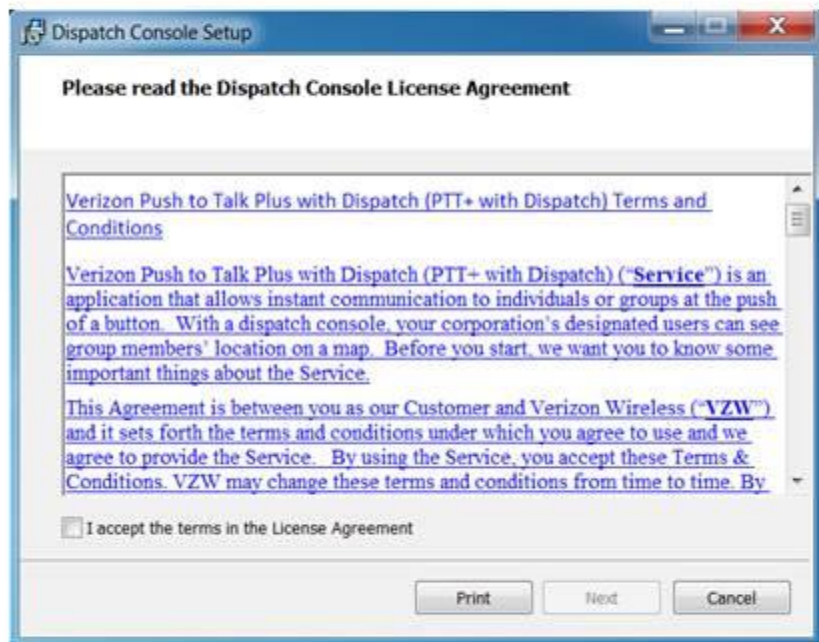 Dispatch Console Setup
Please read the Dispatch Console License Agreement
Verizon Push to Talk Plus with Dispatch (PTT+ with Dispatch) Terms and
Conditions
Verizon Push to Talk Plus with Dispatch (PTT+ with Dispatch) (“Service”) is an
application that allows instant communication to individuals or groups at the push
of a button.  With a dispatch console, your corporation’s designated users can see
group members’ location on a map.  Before you start, we want you to know some
important things about the Service.
This Agreement is between you as our Customer and Verizon Wireless (“VZW”)
and it sets forth the terms and conditions under which you agree to use and we
agree to provide the Service.   By using the Service, you accept these Terms &
Conditions. VZW may change these terms and conditions from time to time. By
I accept the terms in the License Agreement
Print
Next
Cancel